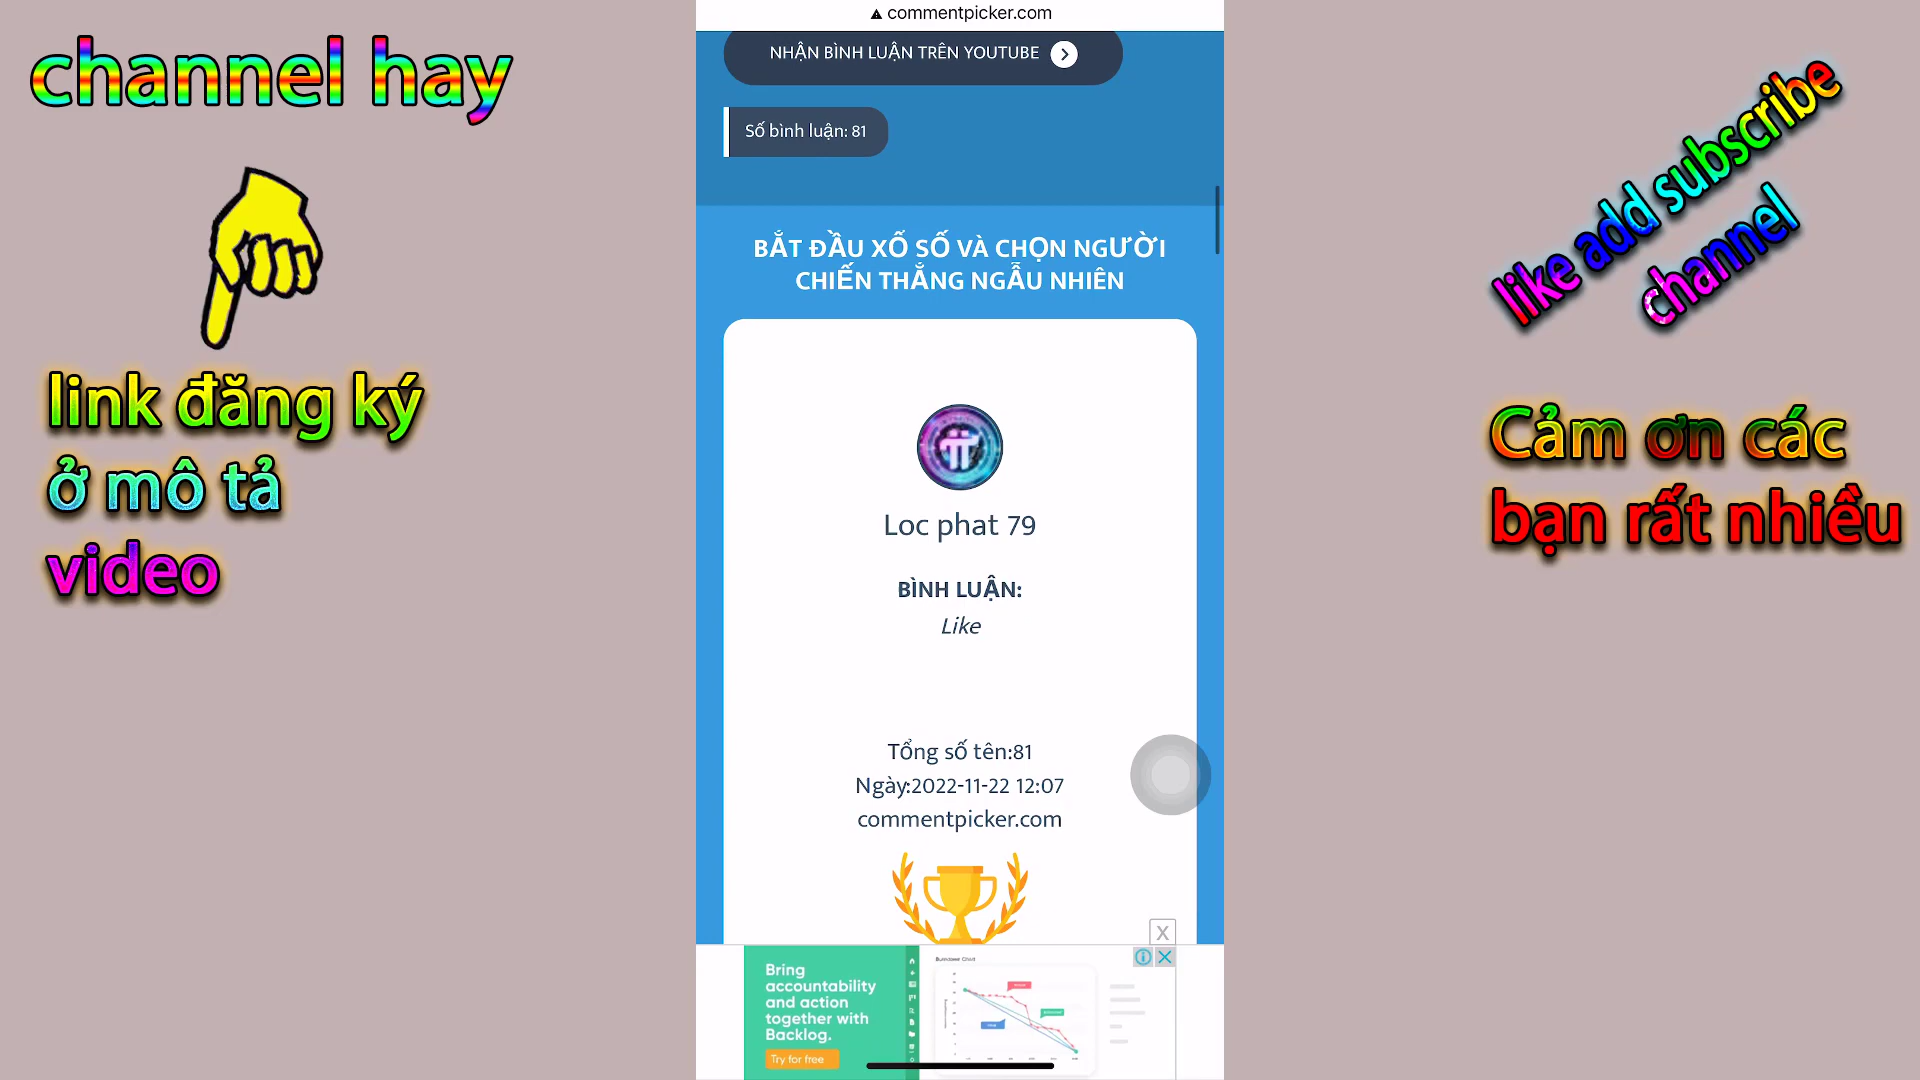 channel hay
link đăng ký
ở mô tả
video
commentpicker.com
NHẬN BÌNH LUẬN TRÊN YOUTUBE
Số bình luận: 81
BẮT ĐẦU XỔ SỐ VÀ CHỌN NGƯỜI
CHIẾN THẮNG NGẪU NHIÊN
Loc phat 79
BÌNH LUẬN:
Like
Tổng số tên:81
Ngày:2022-11-22 12:07
commentpicker.com
X
Bring
accountability
and action
together with
Backlog.
Try for free
Burndown Chart
like add subscribe
channel
Cảm ơn các
bạn rất nhiều